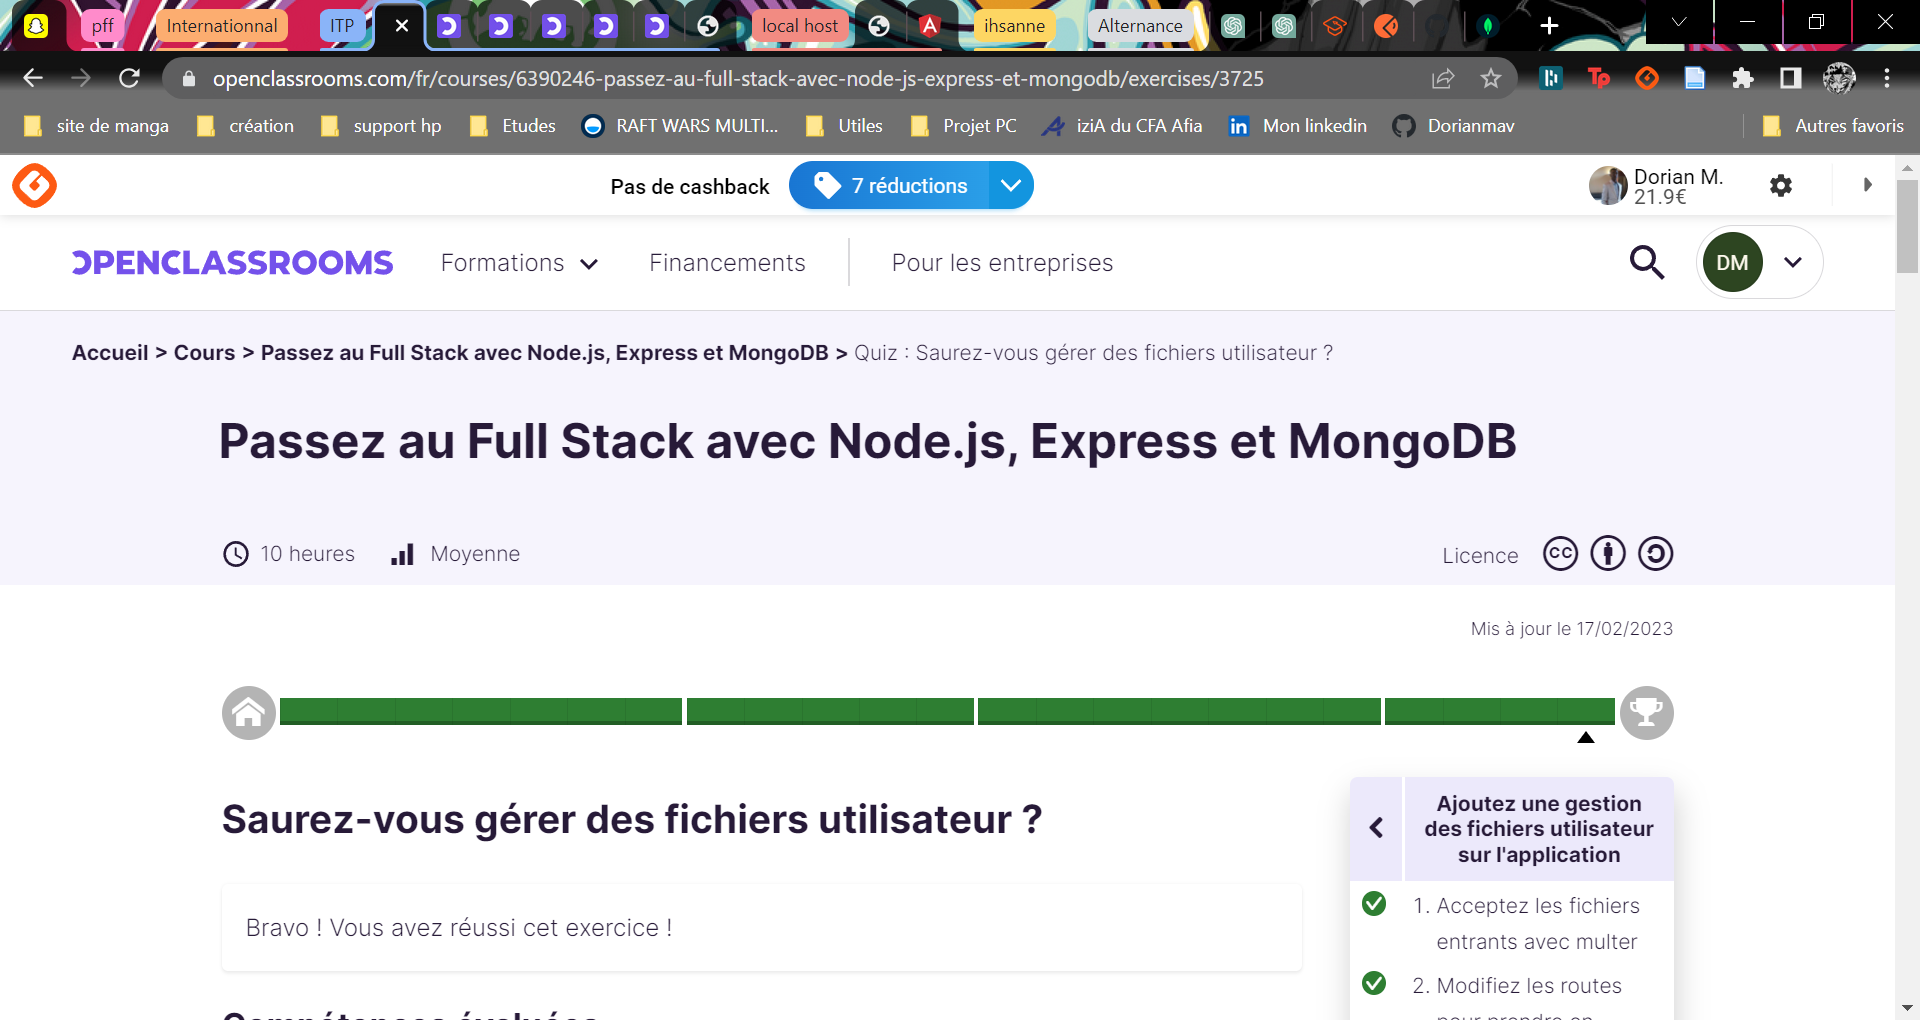 pff
Internationnal
ITP
local host
ihsanne
Alternance
openclassrooms.com/fr/courses/6390246-passez-au-full-stack-avec-node-js-express-et-mongodb/exercises/3725
site de manga
création
support hp
Etudes
RAFT WARS MULTI...
Utiles
Projet PC
iziA du CFA Afia
Mon linkedin
Dorianmav
Autres favoris
Pas de cashback
7 réductions
Dorian M.
21.9€
OPENCLASSROOMS
Formations
Financements
Pour les entreprises
DM
Accueil > Cours > Passez au Full Stack avec Node.js, Express et MongoDB > Quiz : Saurez-vous gérer des fichiers utilisateur ?
Passez au Full Stack avec Node.js, Express et MongoDB
10 heures
Moyenne
Licence
CC
Mis à jour le 17/02/2023
Saurez-vous gérer des fichiers utilisateur ?
Bravo ! Vous avez réussi cet exercice !
Compétences évaluées
Ajoutez une gestion
des fichiers utilisateur
sur l'application
1. Acceptez les fichiers
entrants avec multer
2. Modifiez les routes
pour prendre en